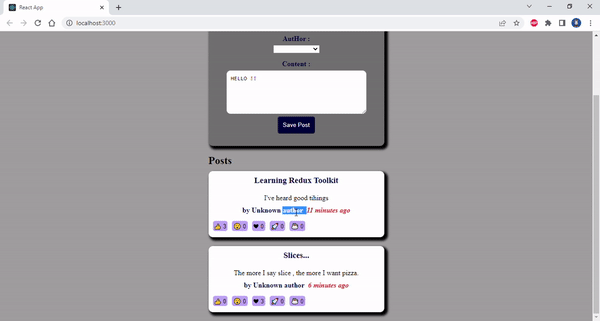 React App
localhost:3000
AutHor :
Content :
HELLO !!
Save Post
Posts
Learning Redux Toolkit
I've heard good tihings
by Unknown author 11 minutes ago
3 0 0 0 0
Slices...
The more I say slice , the more I want pizza.
by Unknown author 6 minutes ago
0 0 3 0 0